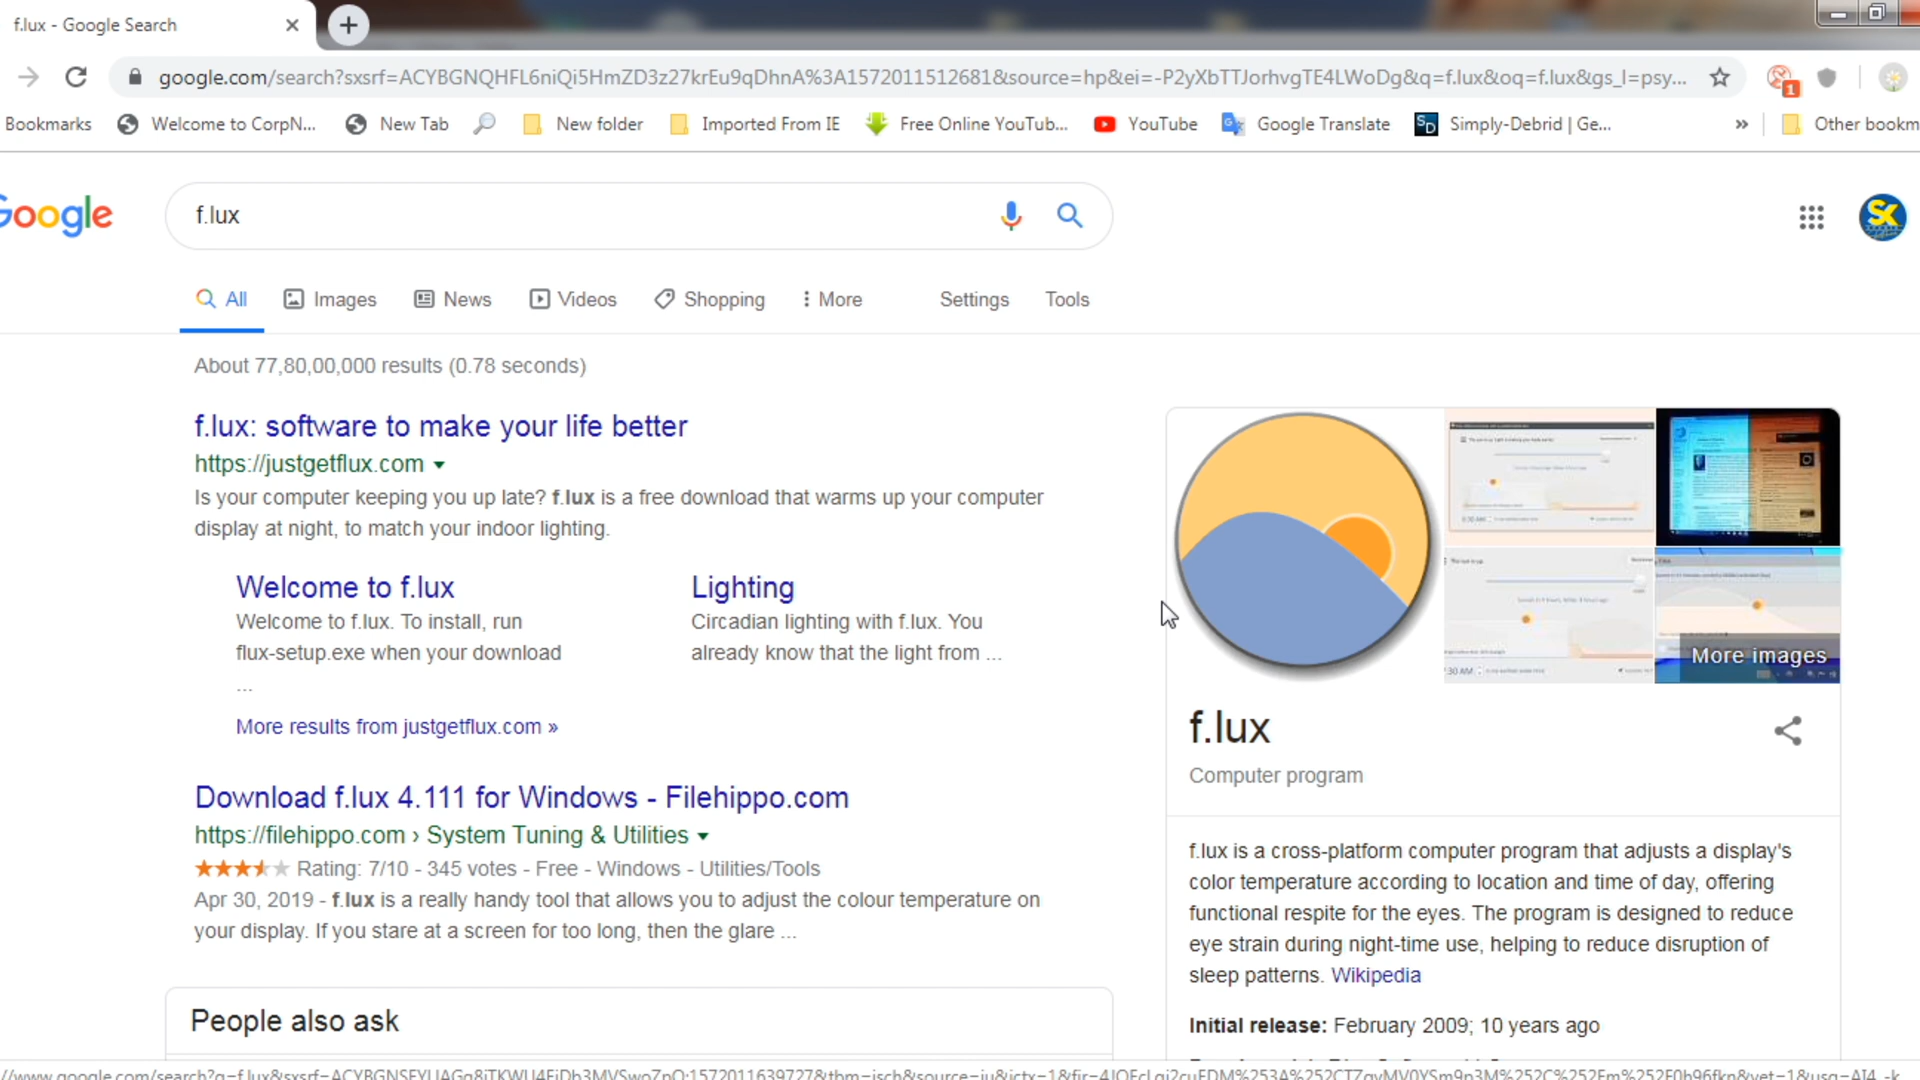 f.lux - Google Search
google.com/search?sxsrf=ACYBGNQHFL6niQi5HmZD3z27krEu9qDhnA%3A1572011512681&source=hp&ei=-P2yXbTTJorhvgTE4LWoDg&q=f.lux&oq=f.lux&gs_l=psy...
1
Bookmarks Welcome to CorpN... New Tab New folder Imported From IE Free Online YouTub... YouTube Google Translate Simply-Debrid | Ge... » Other bookm
Google
f.lux
SK
All Images News Videos Shopping More Settings Tools
About 77,80,00,000 results (0.78 seconds)
f.lux: software to make your life better
https://justgetflux.com
Is your computer keeping you up late? f.lux is a free download that warms up your computer
display at night, to match your indoor lighting.
Welcome to f.lux
Welcome to f.lux. To install, run
flux-setup.exe when your download
...
Lighting
Circadian lighting with f.lux. You
already know that the light from ...
More results from justgetflux.com »
Download f.lux 4.111 for Windows - Filehippo.com
https://filehippo.com › System Tuning & Utilities
Rating: 7/10 - 345 votes - Free - Windows - Utilities/Tools
Apr 30, 2019 - f.lux is a really handy tool that allows you to adjust the colour temperature on
your display. If you stare at a screen for too long, then the glare ...
People also ask
More images
f.lux
Computer program
f.lux is a cross-platform computer program that adjusts a display's
color temperature according to location and time of day, offering
functional respite for the eyes. The program is designed to reduce
eye strain during night-time use, helping to reduce disruption of
sleep patterns. Wikipedia
Initial release: February 2009; 10 years ago